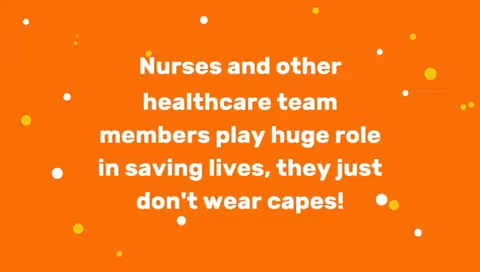 Nurses and other
healthcare team
members play huge role
in saving lives, they just
don't wear capes!